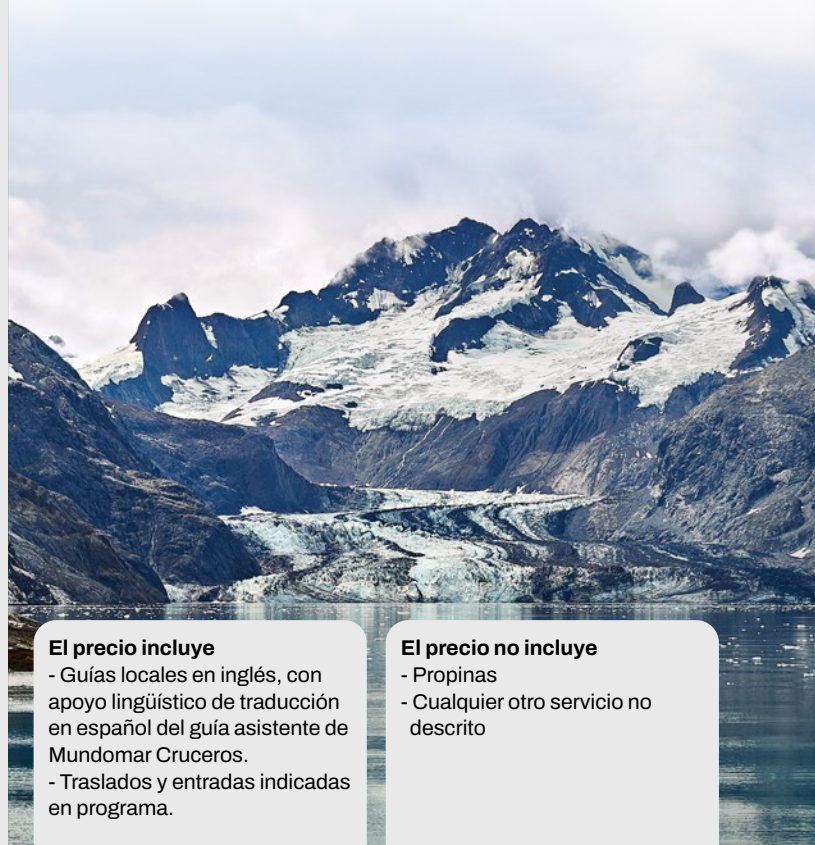 El precio incluye
- Guías locales en inglés, con
apoyo lingüístico de traducción
en español del guía asistente de
Mundomar Cruceros.
- Traslados y entradas indicadas
en programa.
El precio no incluye
- Propinas
- Cualquier otro servicio no
descrito